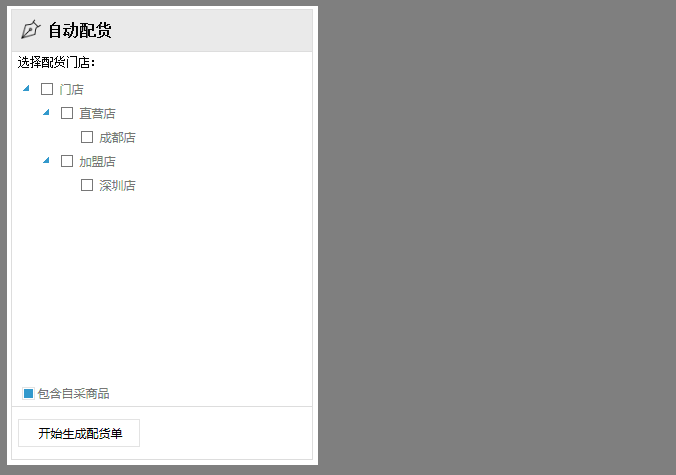 自动配货
选择配货门店：
门店
直营店
成都店
加盟店
深圳店
包含自采商品
开始生成配货单